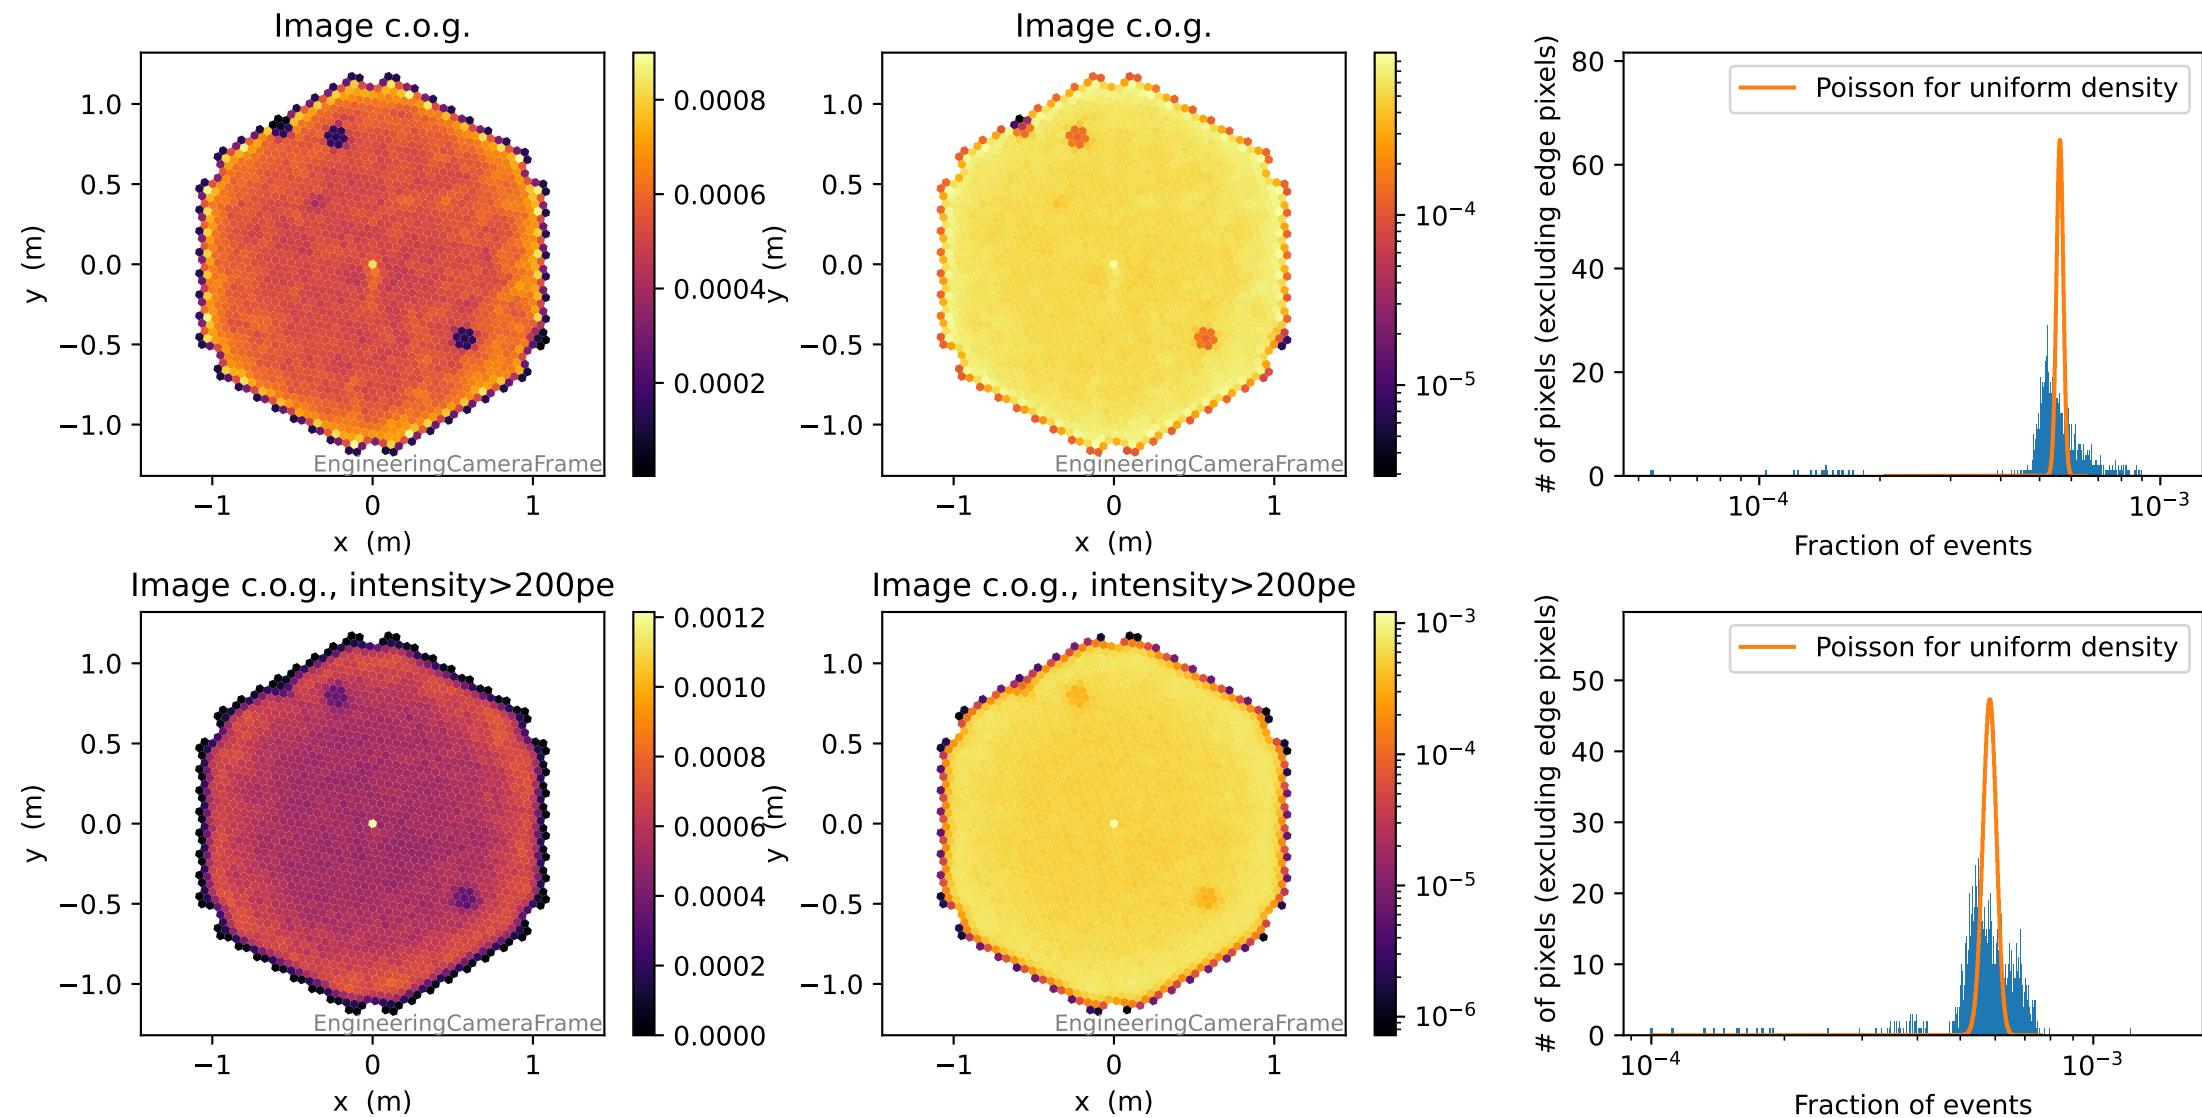 Image c.o.g.
y (m)
1.0
0.5
0.0
−0.5
−1.0
EngineeringCameraFrame
−1 0 1
x (m)
0.0008
0.0006
0.0004
0.0002
Image c.o.g.
y (m)
1.0
0.5
0.0
−0.5
−1.0
EngineeringCameraFrame
−1 0 1
x (m)
10⁻⁴
10⁻⁵
# of pixels (excluding edge pixels)
80
60
40
20
0
Poisson for uniform density
10⁻⁴ 10⁻³
Fraction of events
Image c.o.g., intensity>200pe
y (m)
1.0
0.5
0.0
−0.5
−1.0
EngineeringCameraFrame
−1 0 1
x (m)
0.0012
0.0010
0.0008
0.0006
0.0004
0.0002
0.0000
Image c.o.g., intensity>200pe
y (m)
1.0
0.5
0.0
−0.5
−1.0
EngineeringCameraFrame
−1 0 1
x (m)
10⁻³
10⁻⁴
10⁻⁵
10⁻⁶
# of pixels (excluding edge pixels)
50
40
30
20
10
0
Poisson for uniform density
10⁻⁴ 10⁻³
Fraction of events